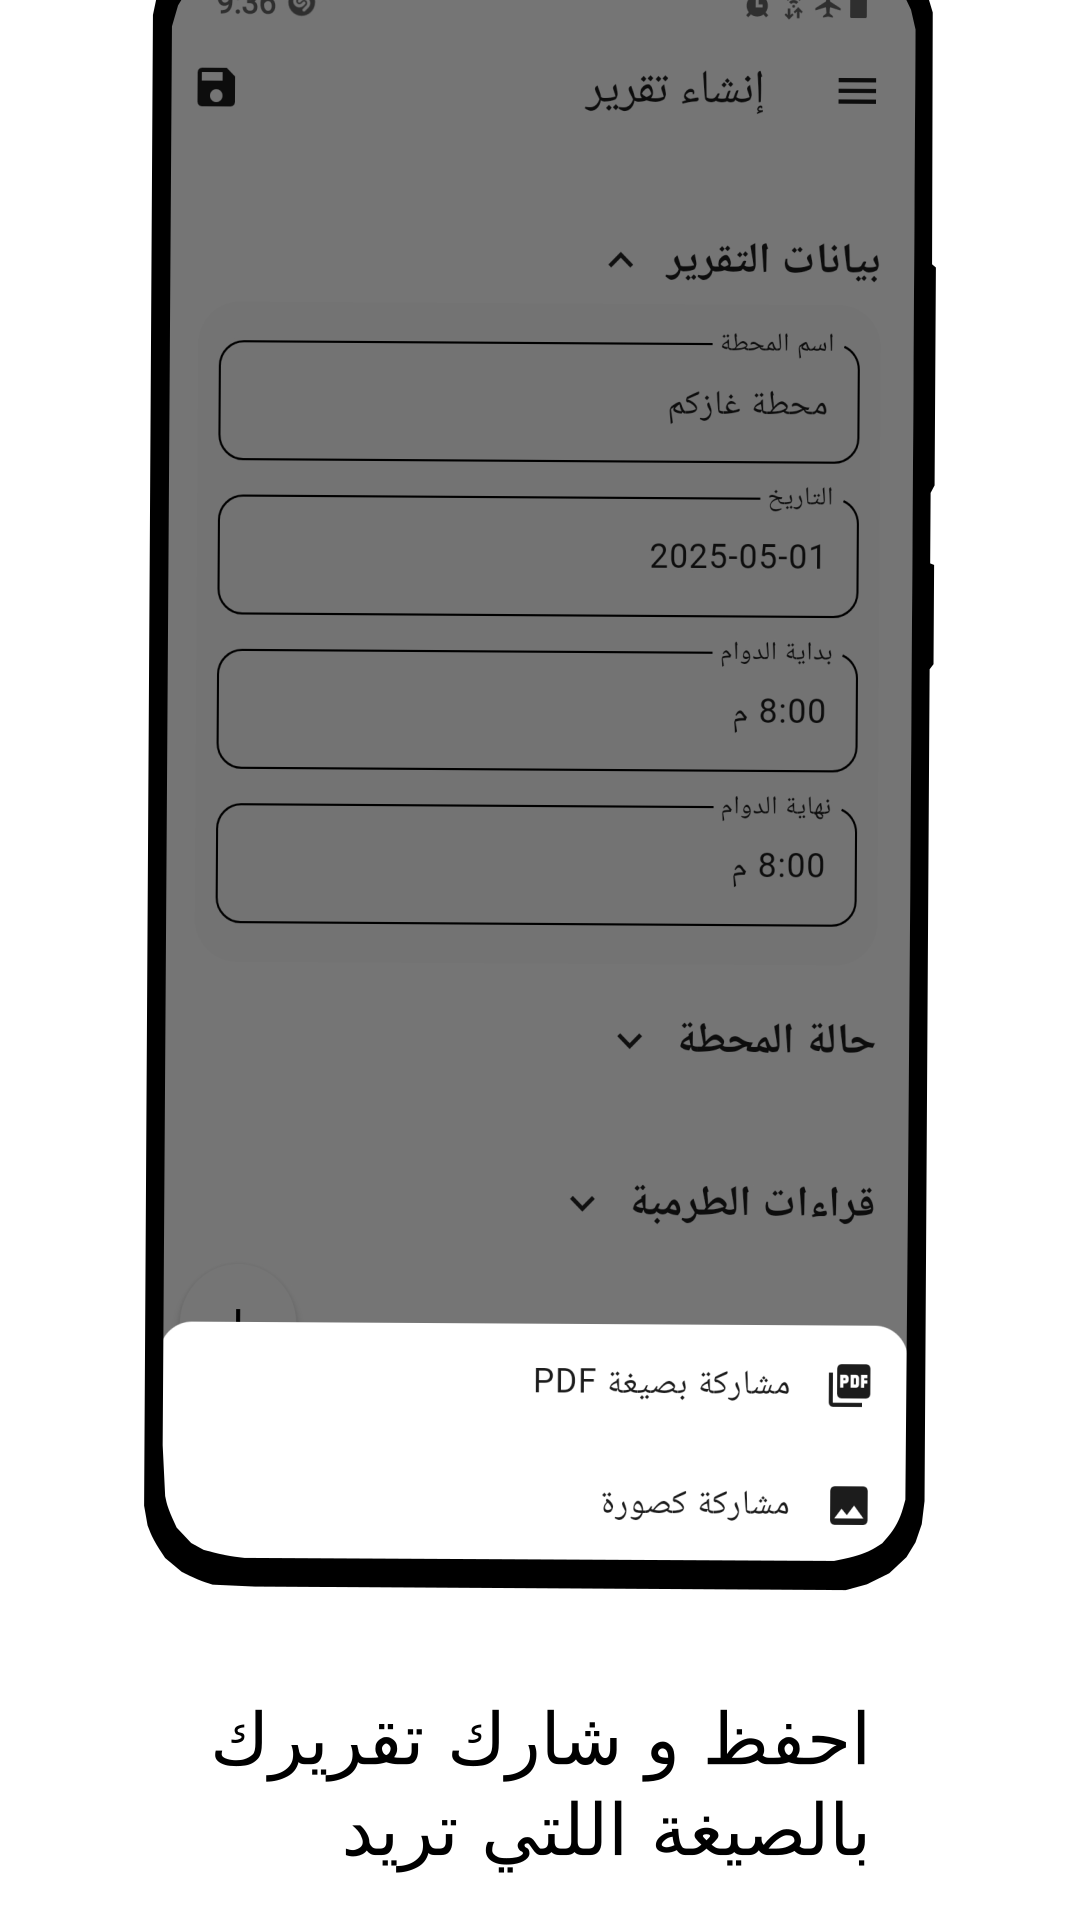 9:36
إنشاء تقرير
بيانات التقرير
اسم المحطة
محطة غازكم
التاريخ
2025-05-01
بداية الدوام
8:00 م
نهاية الدوام
8:00 م
حالة المحطة
قراءات الطرمبة
مشاركة بصيغة PDF
PDF
مشاركة كصورة
احفظ و شارك تقريرك
بالصيغة اللتي تريد